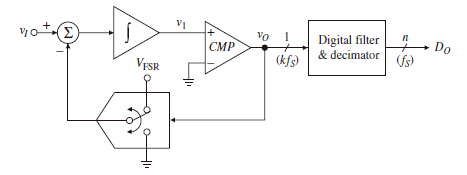 v_I + Σ ∫ v_1 + CMP − v_O 1 (kf_S) Digital filter & decimator n (f_S) D_O
−
V_FSR